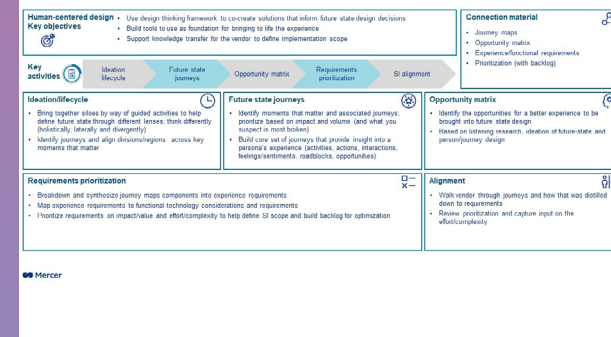 Human-centered design
Key objectives
• Use design thinking framework to co-create solutions that inform future state design decisions
• Build tools to use as foundation for bringing to life the experience
• Support knowledge transfer for the vendor to define implementation scope
Connection material
• Journey maps
• Opportunity matrix
• Experience/functional requirements
• Prioritization (with backlog)
Key
activities
Ideation
lifecycle
Future state
journeys
Opportunity matrix
Requirements
prioritization
SI alignment
Ideation/lifecycle
• Bring together siloes by way of guided activities to help
define future state through different lenses; think differently
(holistically, laterally and divergently)
• Identify journeys and align divisions/regions across key
moments that matter
Future state journeys
• Identify moments that matter and associated journeys;
prioritize based on impact and volume (and what you
suspect is most broken)
• Build core set of journeys that provide insight into a
persona's experience (activities, actions, interactions,
feelings/sentiments, roadblocks, opportunities)
Opportunity matrix
• Identify the opportunities for a better experience to be
brought into future state design
• Based on listening research, ideation of future-state and
person/journey design
Requirements prioritization
• Breakdown and synthesize journey maps components into experience requirements
• Map experience requirements to functional technology considerations and requirements
• Prioritize requirements on impact/value and effort/complexity to help define SI scope and build backlog for optimization
Alignment
• Walk vendor through journeys and how that was distilled
down to requirements
• Review prioritization and capture input on the
effort/complexity
Mercer